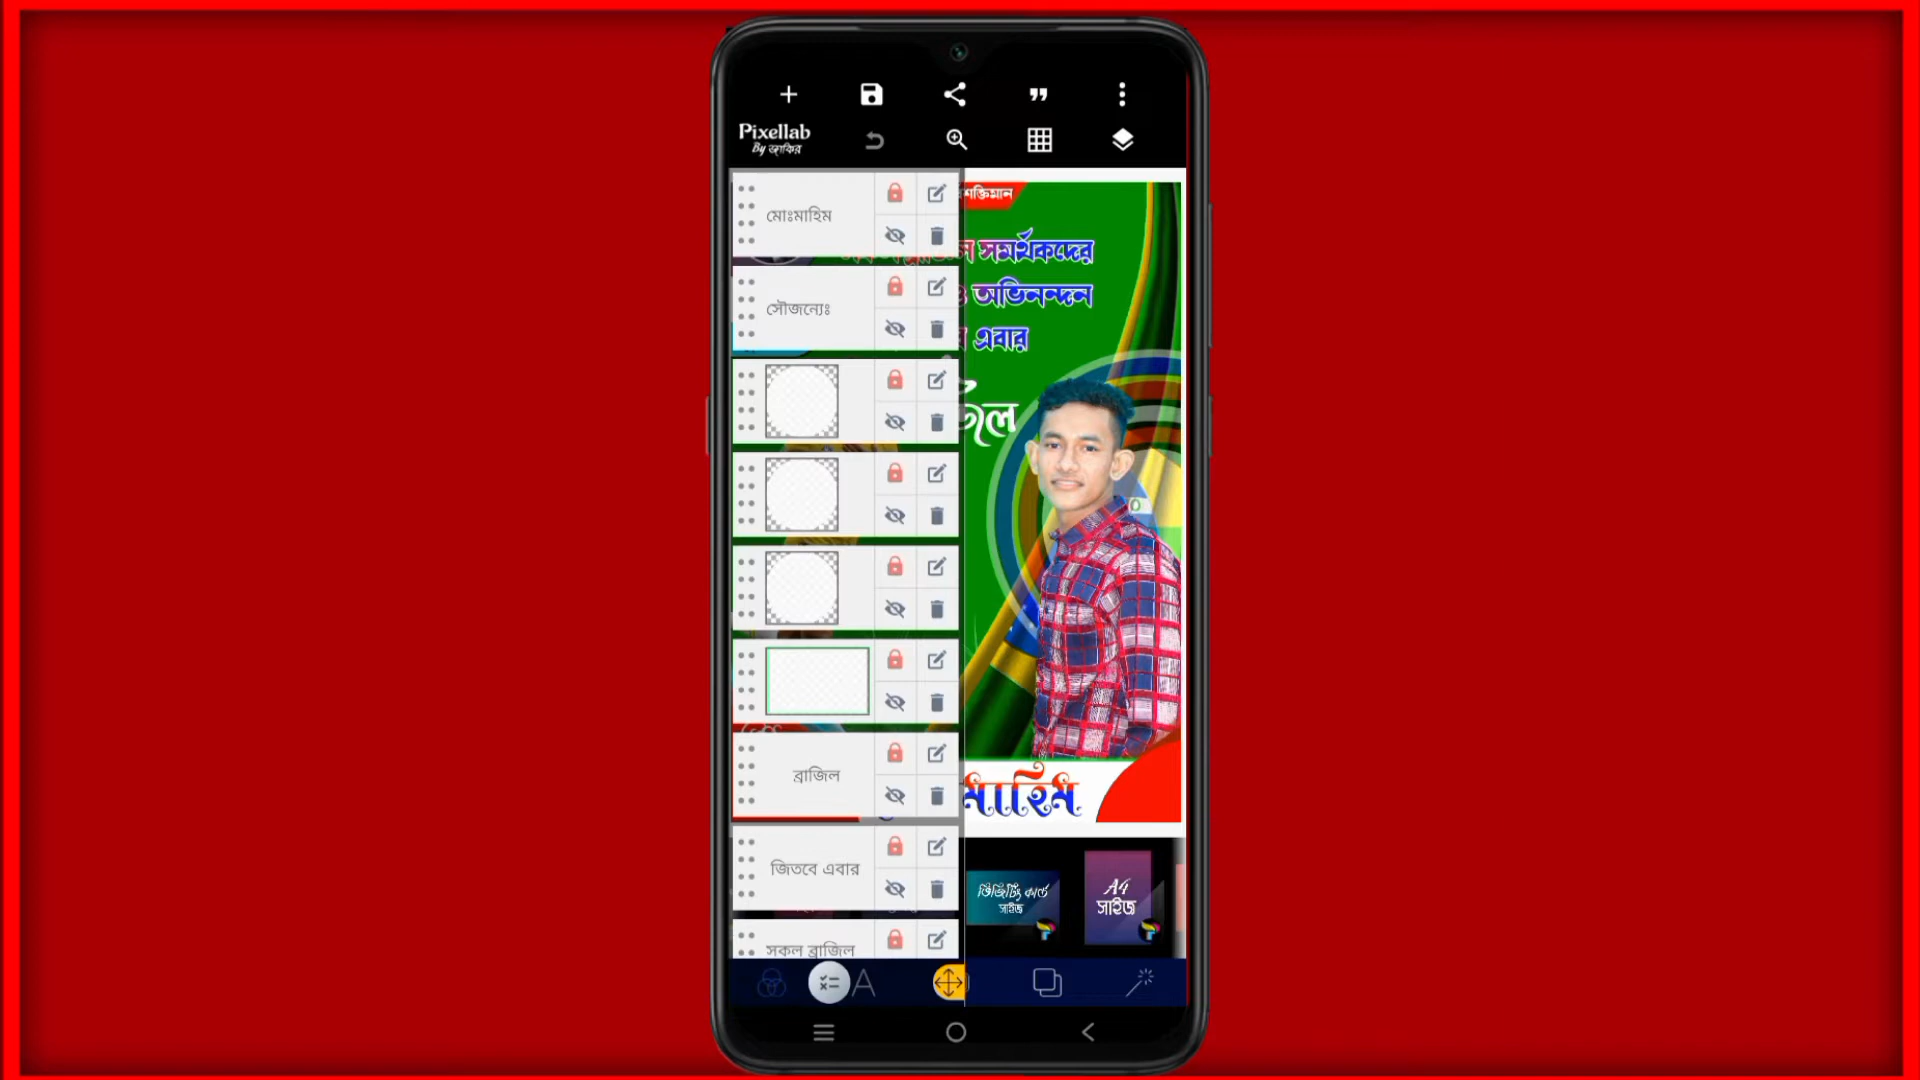 Pixellab
By জাকির
মোঃমাহিম
সৌজন্যেঃ
ব্রাজিল
জিতবে এবার
সকল ব্রাজিল
শক্তিমান
সমর্থকদের
অভিনন্দন
এবার
মাহিম
ভিজিটিং কার্ড
সাইজ
A4
সাইজ